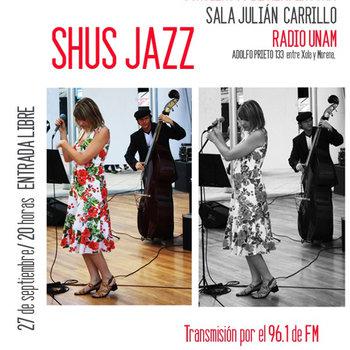 SALA JULIÁN CARRILLO
RADIO UNAM
ADOLFO PRIETO 133 entre Xola y Morena.
SHUS JAZZ
27 de septiembre/ 20 horas ENTRADA LIBRE
Transmisión por el 96.1 de FM